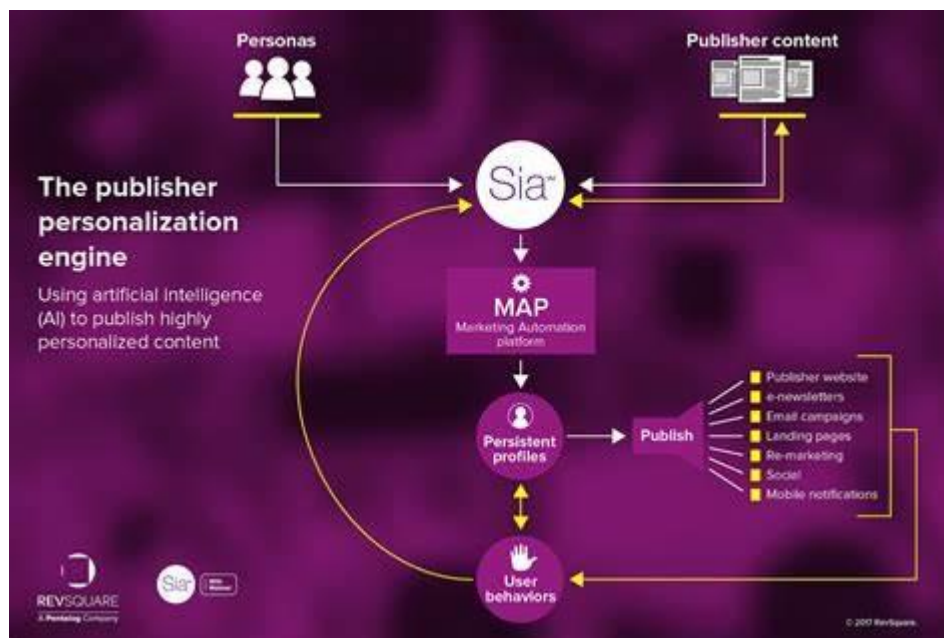 Personas
Publisher content
The publisher
personalization
engine
Using artificial intelligence
(AI) to publish highly
personalized content
Sia
MAP
Marketing Automation
platform
Persistent
profiles
Publish
Publisher website
e-newsletters
Email campaigns
Landing pages
Re-marketing
Social
Mobile notifications
User
behaviors
REVSQUARE
A Pentalog Company
Sia
© 2017 RevSquare.